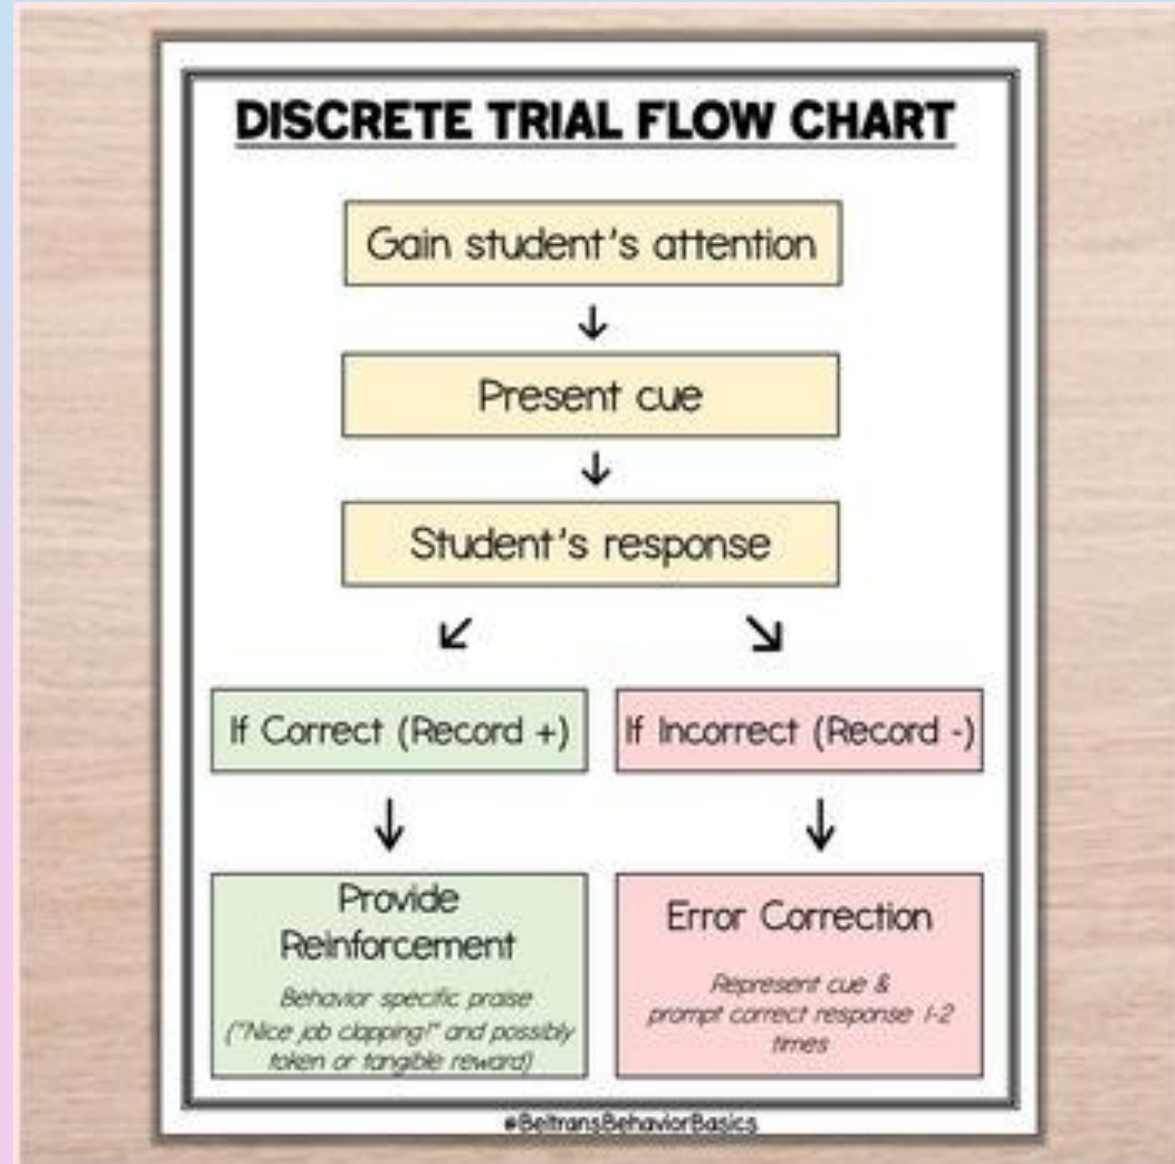 DISCRETE TRIAL FLOW CHART
Gain student's attention
Present cue
Student's response
If Correct (Record +)
If Incorrect (Record -)
Provide
Reinforcement
Behavior specific praise
("Nice job clapping!" and possibly
token or tangible reward)
Error Correction
Represent cue &
prompt correct response 1-2
times
#BeltransBehaviorBasics